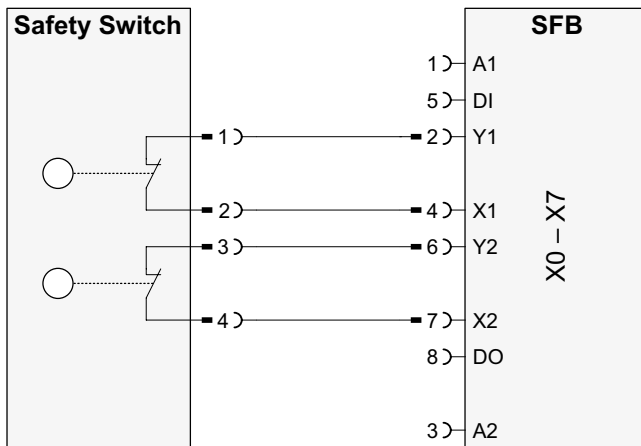 Safety Switch
SFB
1 A1
5 DI
1 2 Y1
2 4 X1
3 6 Y2
4 7 X2
8 DO
3 A2
X0 – X7